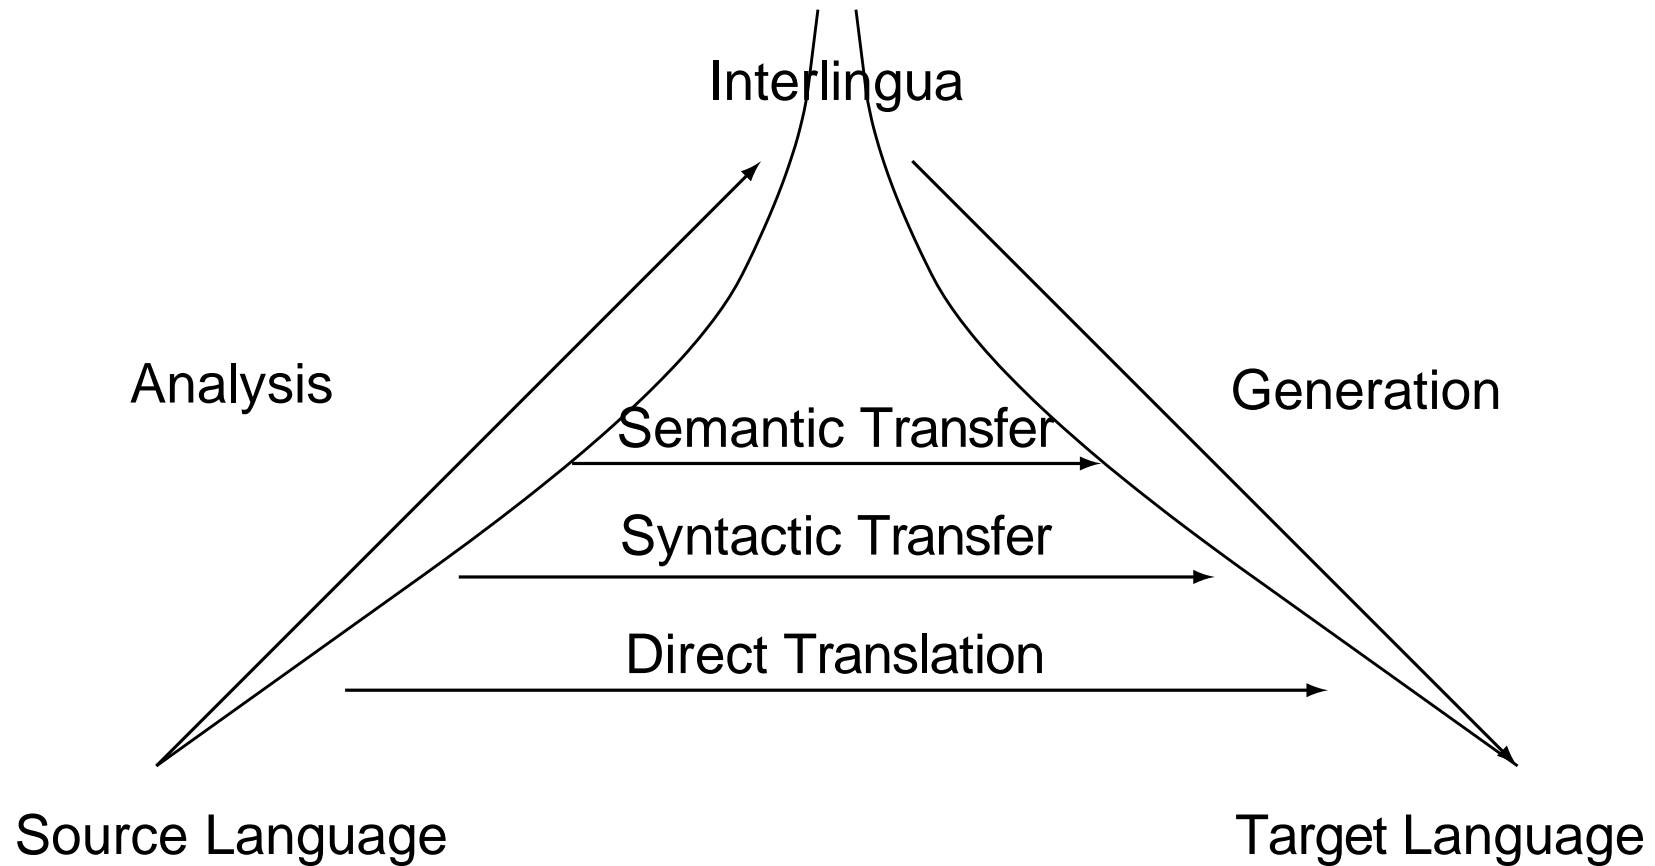 Interlingua
Analysis
Generation
Semantic Transfer
Syntactic Transfer
Direct Translation
Source Language
Target Language